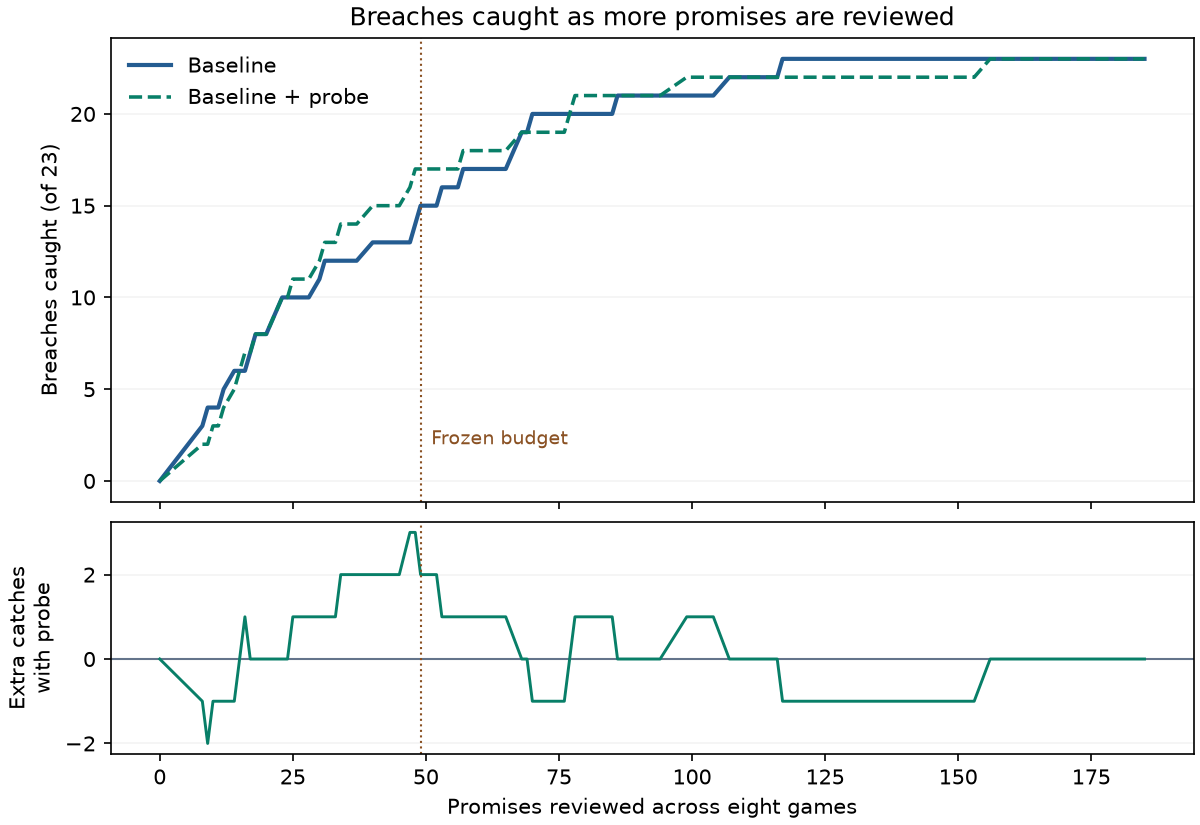 Breaches caught as more promises are reviewed
Baseline
Baseline + probe
Breaches caught (of 23)
20
15
10
5
0
Frozen budget
Extra catches
with probe
2
0
−2
0 25 50 75 100 125 150 175
Promises reviewed across eight games